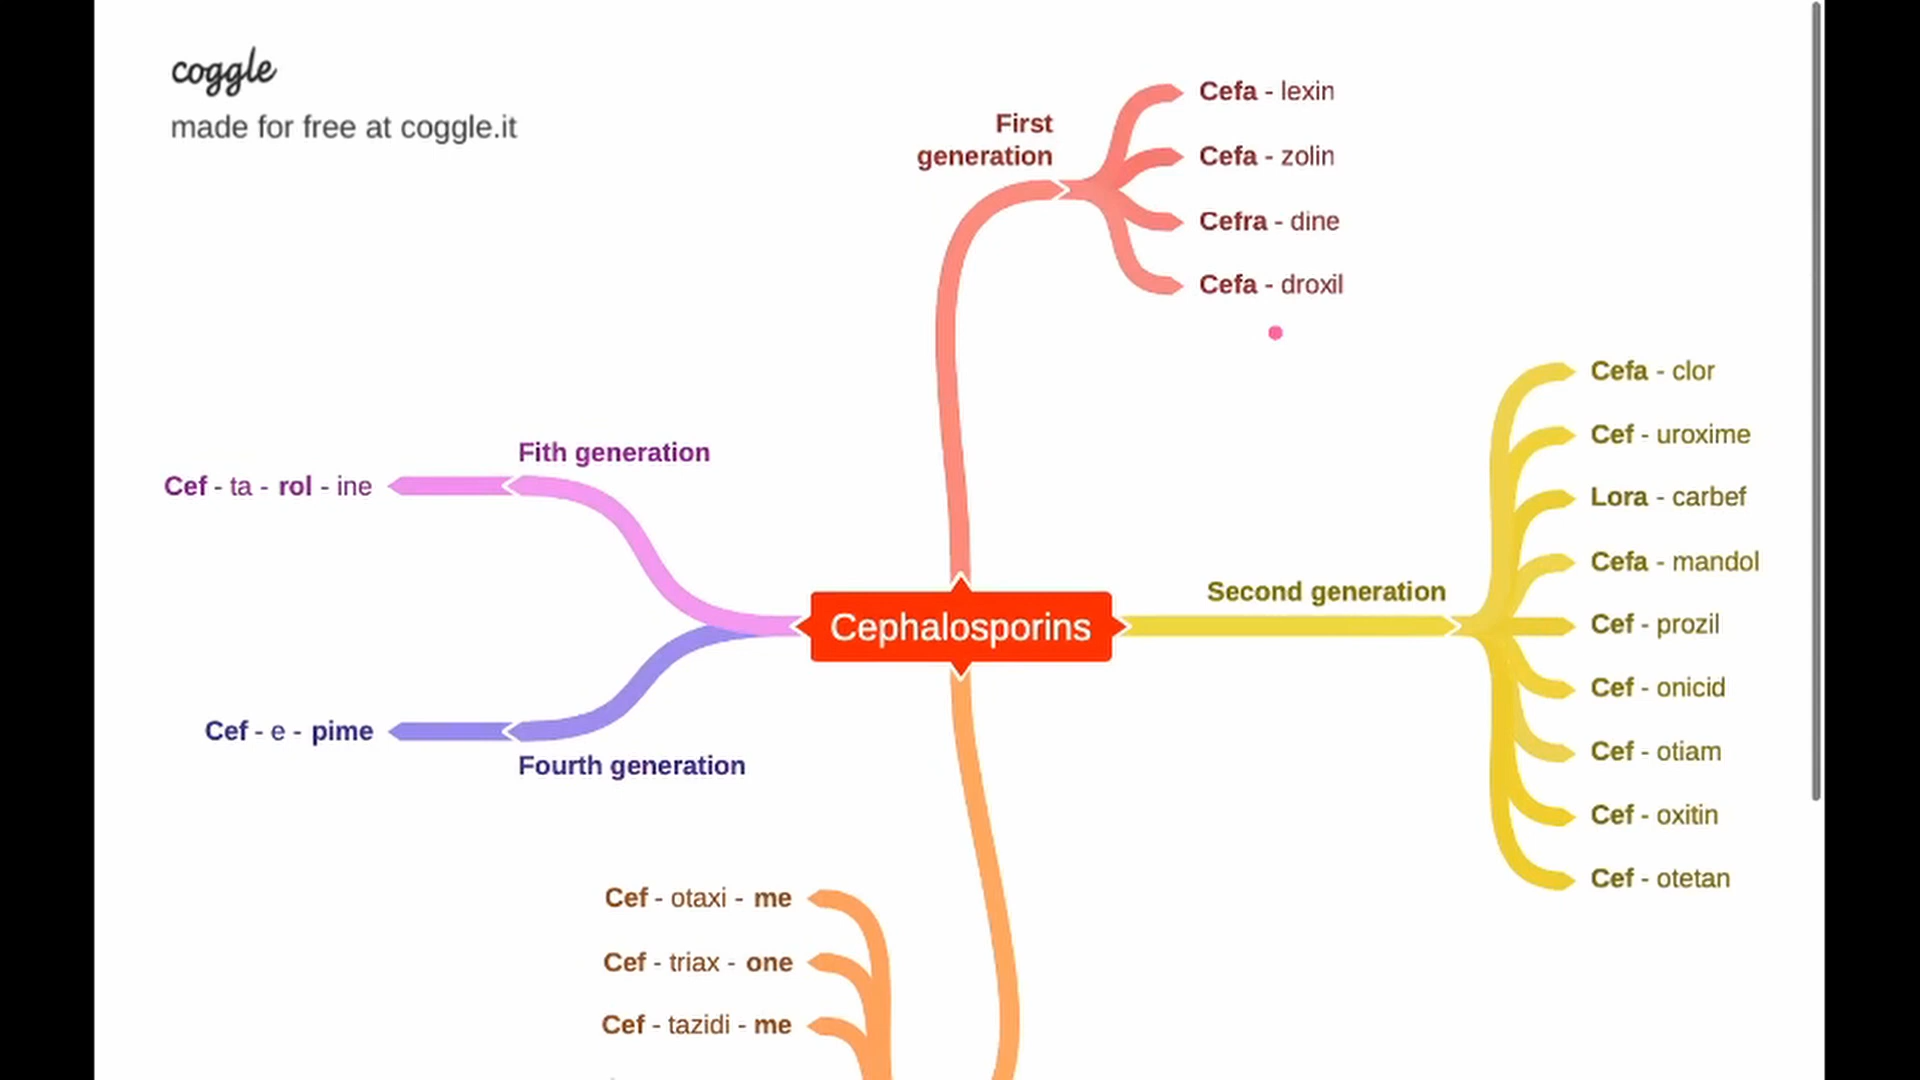 coggle
made for free at coggle.it
First
generation
Cefa - lexin
Cefa - zolin
Cefra - dine
Cefa - droxil
Cefa - clor
Cef - uroxime
Lora - carbef
Cefa - mandol
Second generation
Cef - prozil
Cef - onicid
Cef - otiam
Cef - oxitin
Cef - otetan
Cephalosporins
Fith generation
Cef - ta - rol - ine
Cef - e - pime
Fourth generation
Cef - otaxi - me
Cef - triax - one
Cef - tazidi - me